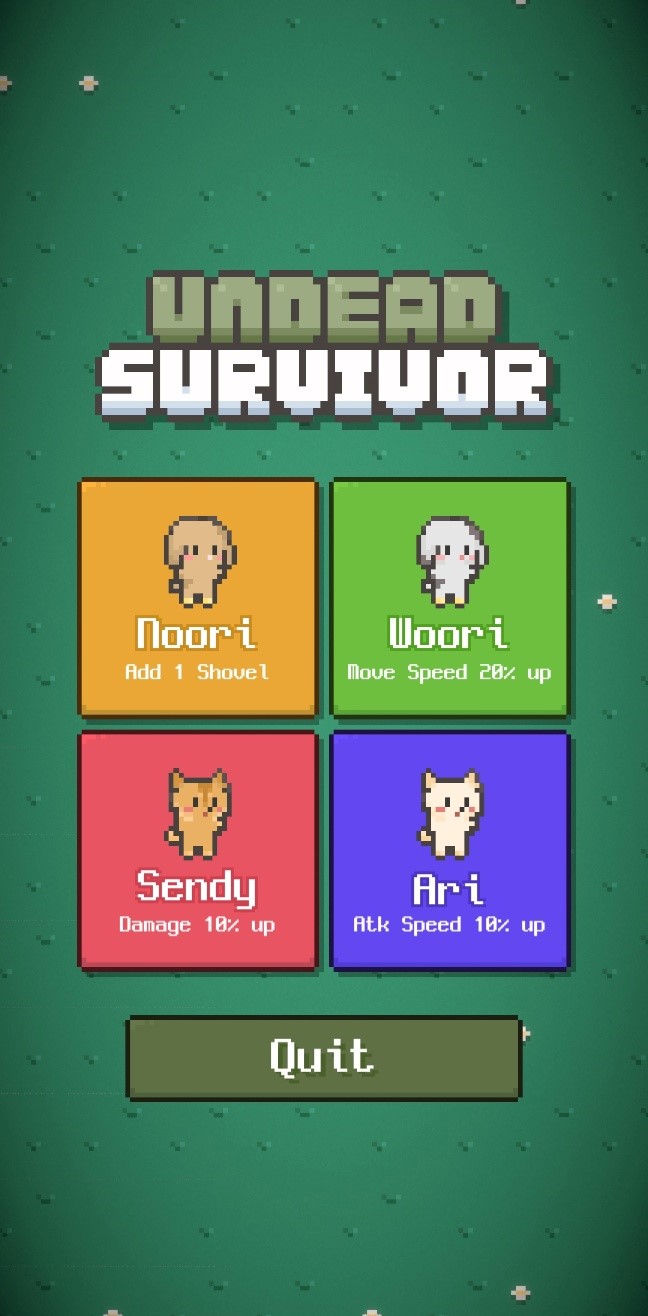 UNDEAD
SURVIVOR
Noori
Add 1 Shovel
Woori
Move Speed 20% up
Sendy
Damage 10% up
Ari
Atk Speed 10% up
Quit